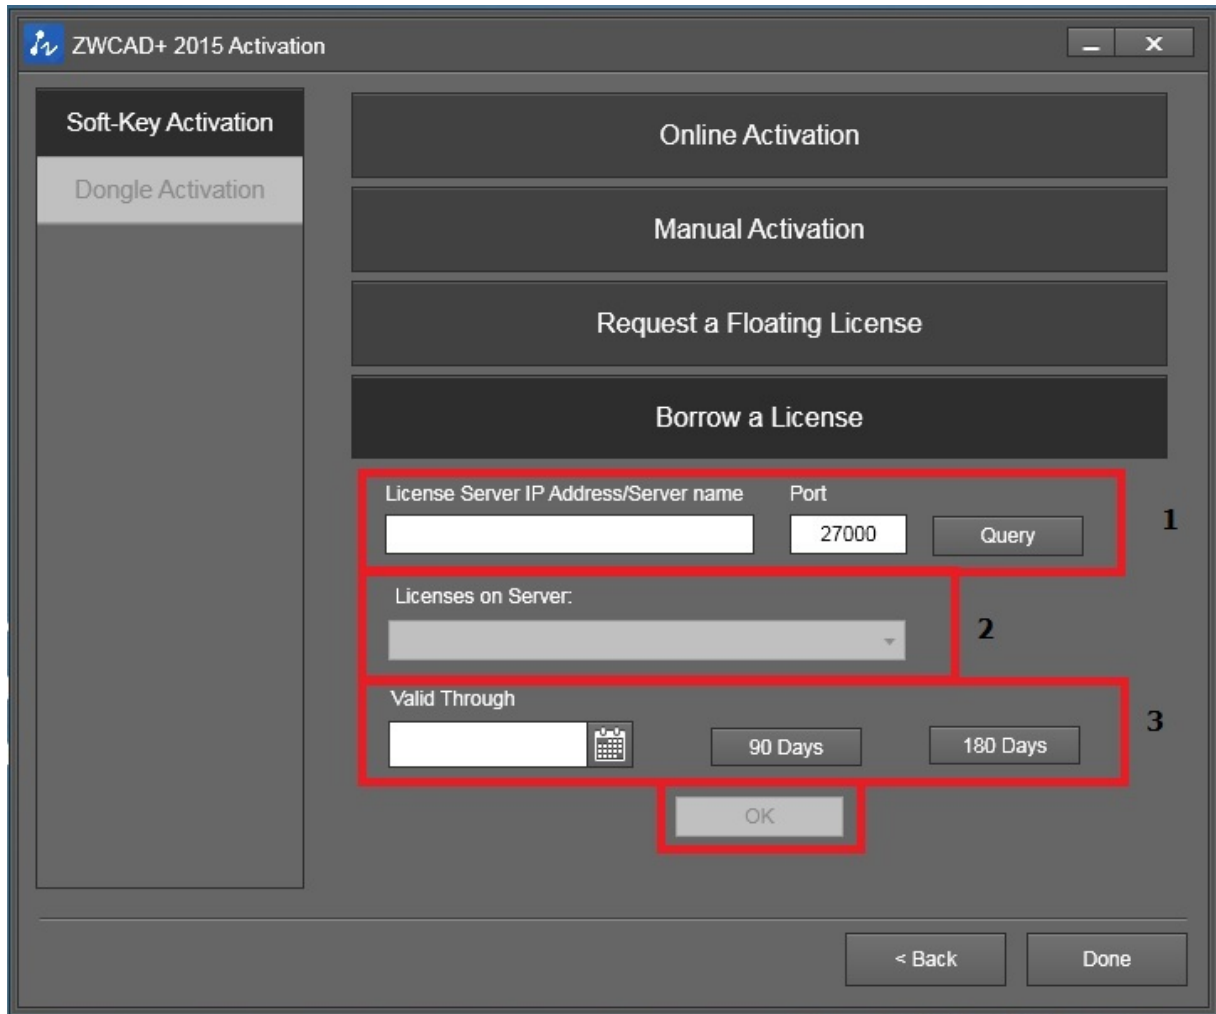 ZWCAD+ 2015 Activation
Soft-Key Activation
Dongle Activation
Online Activation
Manual Activation
Request a Floating License
Borrow a License
License Server IP Address/Server name Port
27000 Query
1
Licenses on Server:
2
Valid Through
90 Days 180 Days
3
OK
< Back Done